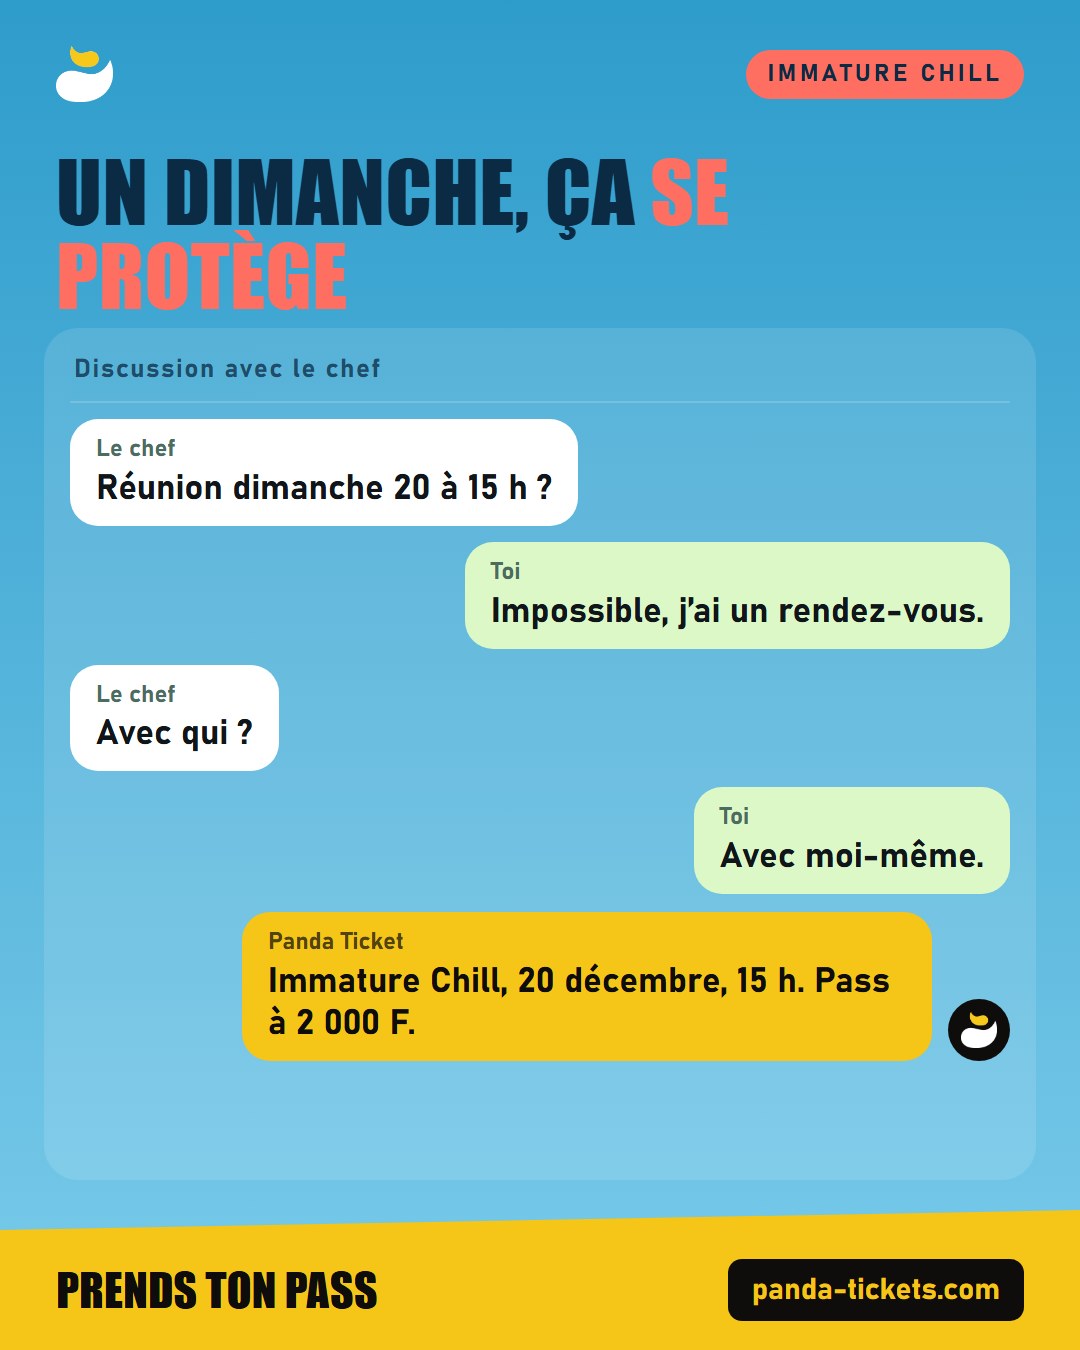 IMMATURE CHILL
UN DIMANCHE, ÇA SE
PROTÈGE
Discussion avec le chef
Le chef
Réunion dimanche 20 à 15 h ?
Toi
Impossible, j’ai un rendez-vous.
Le chef
Avec qui ?
Toi
Avec moi-même.
Panda Ticket
Immature Chill, 20 décembre, 15 h. Pass
à 2 000 F.
PRENDS TON PASS
panda-tickets.com